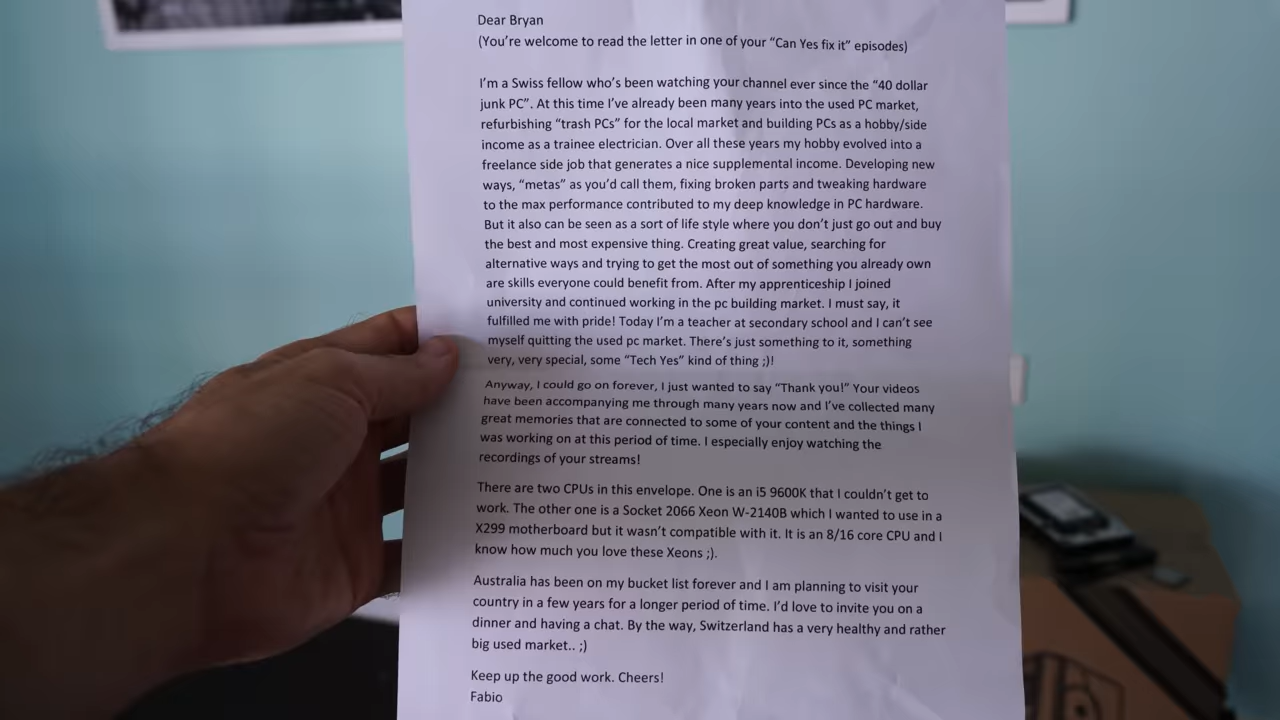 Dear Bryan
(You're welcome to read the letter in one of your “Can Yes fix it” episodes)
I'm a Swiss fellow who's been watching your channel ever since the “40 dollar
junk PC”. At this time I've already been many years into the used PC market,
refurbishing “trash PCs” for the local market and building PCs as a hobby/side
income as a trainee electrician. Over all these years my hobby evolved into a
freelance side job that generates a nice supplemental income. Developing new
ways, “metas” as you'd call them, fixing broken parts and tweaking hardware
to the max performance contributed to my deep knowledge in PC hardware.
But it also can be seen as a sort of life style where you don't just go out and buy
the best and most expensive thing. Creating great value, searching for
alternative ways and trying to get the most out of something you already own
are skills everyone could benefit from. After my apprenticeship I joined
university and continued working in the pc building market. I must say, it
fulfilled me with pride! Today I'm a teacher at secondary school and I can't see
myself quitting the used pc market. There's just something to it, something
very, very special, some “Tech Yes” kind of thing ;)!
Anyway, I could go on forever, I just wanted to say “Thank you!” Your videos
have been accompanying me through many years now and I've collected many
great memories that are connected to some of your content and the things I
was working on at this period of time. I especially enjoy watching the
recordings of your streams!
There are two CPUs in this envelope. One is an i5 9600K that I couldn't get to
work. The other one is a Socket 2066 Xeon W-2140B which I wanted to use in a
X299 motherboard but it wasn't compatible with it. It is an 8/16 core CPU and I
know how much you love these Xeons ;).
Australia has been on my bucket list forever and I am planning to visit your
country in a few years for a longer period of time. I'd love to invite you on a
dinner and having a chat. By the way, Switzerland has a very healthy and rather
big used market.. ;)
Keep up the good work. Cheers!
Fabio